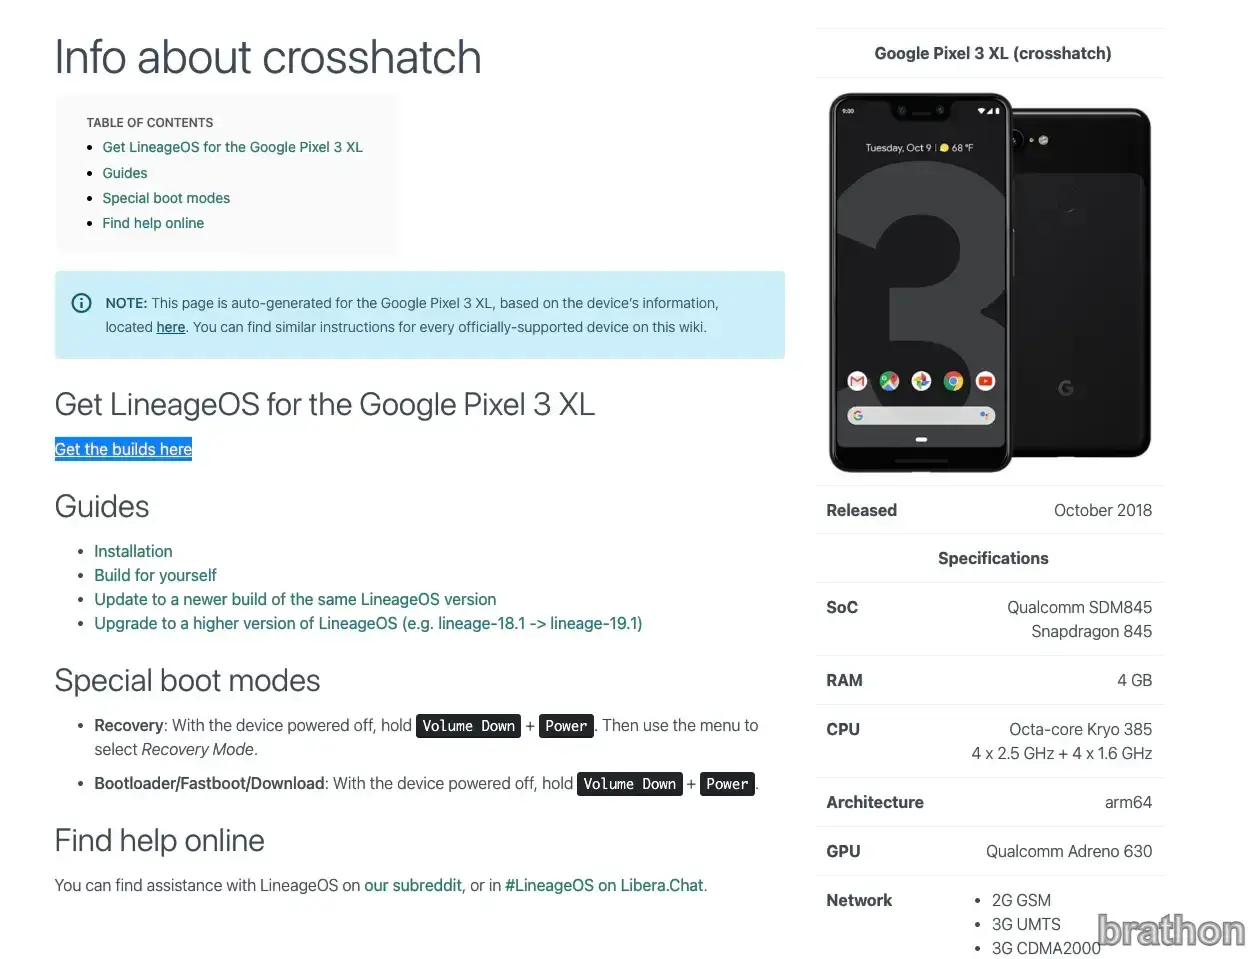 Info about crosshatch
TABLE OF CONTENTS
Get LineageOS for the Google Pixel 3 XL
Guides
Special boot modes
Find help online
NOTE: This page is auto-generated for the Google Pixel 3 XL, based on the device's information,
located here. You can find similar instructions for every officially-supported device on this wiki.
Get LineageOS for the Google Pixel 3 XL
Get the builds here
Guides
Installation
Build for yourself
Update to a newer build of the same LineageOS version
Upgrade to a higher version of LineageOS (e.g. lineage-18.1 -> lineage-19.1)
Special boot modes
Recovery: With the device powered off, hold Volume Down + Power. Then use the menu to
select Recovery Mode.
Bootloader/Fastboot/Download: With the device powered off, hold Volume Down + Power.
Find help online
You can find assistance with LineageOS on our subreddit, or in #LineageOS on Libera.Chat.
Google Pixel 3 XL (crosshatch)
9:00
Tuesday, Oct 9 | 68 °F
3
G
G
Released October 2018
Specifications
SoC Qualcomm SDM845
Snapdragon 845
RAM 4 GB
CPU Octa-core Kryo 385
4 x 2.5 GHz + 4 x 1.6 GHz
Architecture arm64
GPU Qualcomm Adreno 630
Network 2G GSM
3G UMTS
3G CDMA2000
brathon